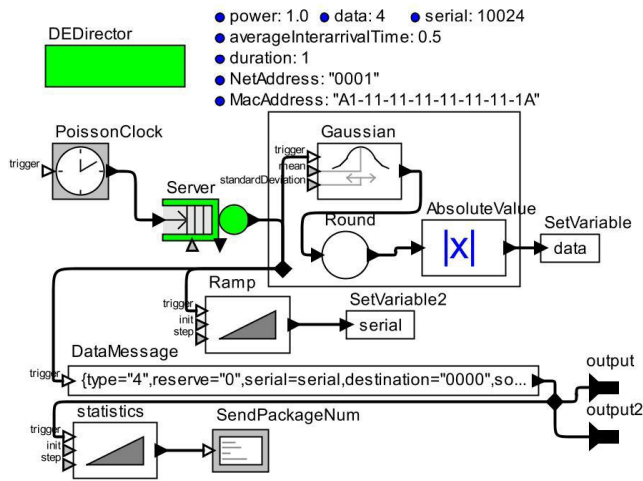 power: 1.0 data: 4 serial: 10024
DEDirector
averageInterarrivalTime: 0.5
duration: 1
NetAddress: "0001"
MacAddress: "A1-11-11-11-11-11-11-1A"
PoissonClock
trigger
Gaussian
trigger
mean
standardDeviation
Server
Round
AbsoluteValue
|x|
SetVariable
data
Ramp
trigger
init
step
SetVariable2
serial
DataMessage
trigger
{type="4",reserve="0",serial=serial,destination="0000",so...
output
output2
statistics
trigger
init
step
SendPackageNum